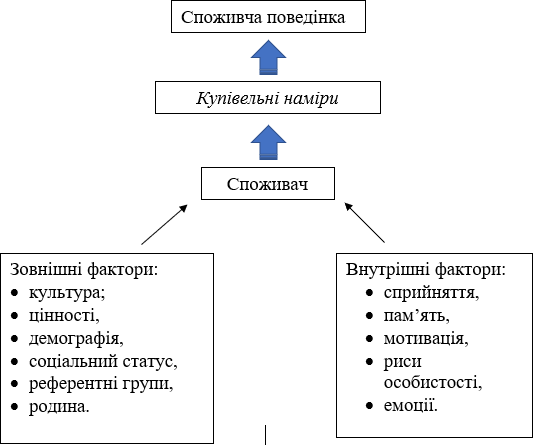 Споживча поведінка
Купівельні наміри
Споживач
Зовнішні фактори:
• культура;
• цінності,
• демографія,
• соціальний статус,
• референтні групи,
• родина.
Внутрішні фактори:
• сприйняття,
• пам’ять,
• мотивація,
• риси
особистості,
• емоції.